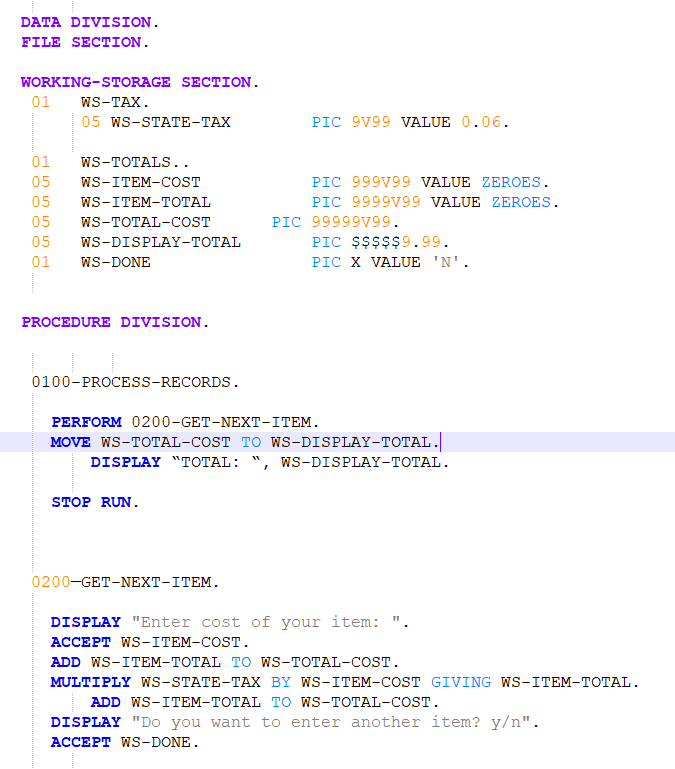 DATA DIVISION.
FILE SECTION.
WORKING-STORAGE SECTION.
01 WS-TAX.
05 WS-STATE-TAX PIC 9V99 VALUE 0.06.
01 WS-TOTALS..
05 WS-ITEM-COST PIC 999V99 VALUE ZEROES.
05 WS-ITEM-TOTAL PIC 9999V99 VALUE ZEROES.
05 WS-TOTAL-COST PIC 99999V99.
05 WS-DISPLAY-TOTAL PIC $$$$$9.99.
01 WS-DONE PIC X VALUE 'N'.
PROCEDURE DIVISION.
0100-PROCESS-RECORDS.
PERFORM 0200-GET-NEXT-ITEM.
MOVE WS-TOTAL-COST TO WS-DISPLAY-TOTAL.
DISPLAY “TOTAL: “, WS-DISPLAY-TOTAL.
STOP RUN.
0200—GET-NEXT-ITEM.
DISPLAY "Enter cost of your item: ".
ACCEPT WS-ITEM-COST.
ADD WS-ITEM-TOTAL TO WS-TOTAL-COST.
MULTIPLY WS-STATE-TAX BY WS-ITEM-COST GIVING WS-ITEM-TOTAL.
ADD WS-ITEM-TOTAL TO WS-TOTAL-COST.
DISPLAY "Do you want to enter another item? y/n".
ACCEPT WS-DONE.